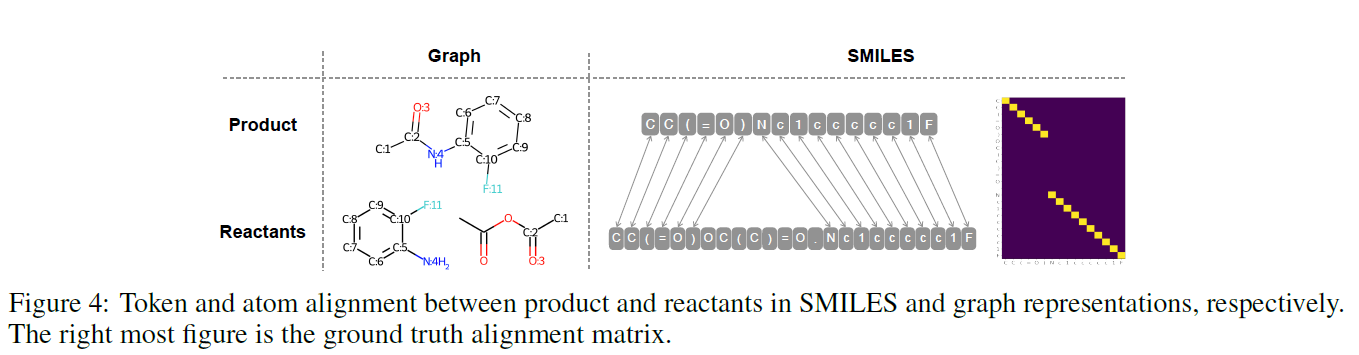 Graph
SMILES
Product
O:3
C:1
C:2
N:4
H
C:5
C:6
C:7
C:8
C:9
C:10
F:11
C C ( = O ) N c 1 c c c c c 1 F
Reactants
C:8
C:9
C:10
F:11
C:7
C:6
C:5
N:4H2
O
O
C:2
C:1
O:3
C C ( = O ) O C ( C ) = O . N c 1 c c c c c 1 F
Figure 4: Token and atom alignment between product and reactants in SMILES and graph representations, respectively.
The right most figure is the ground truth alignment matrix.